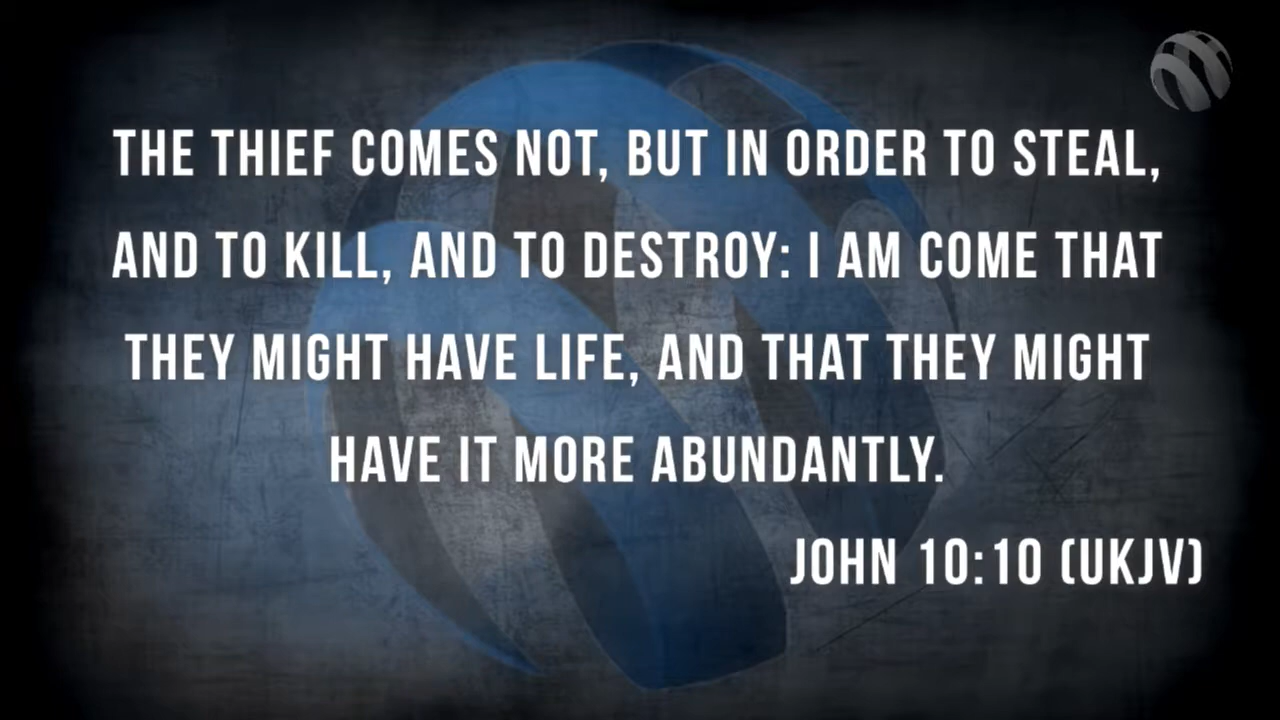 THE THIEF COMES NOT, BUT IN ORDER TO STEAL,
AND TO KILL, AND TO DESTROY: I AM COME THAT
THEY MIGHT HAVE LIFE, AND THAT THEY MIGHT
HAVE IT MORE ABUNDANTLY.
JOHN 10:10 (UKJV)